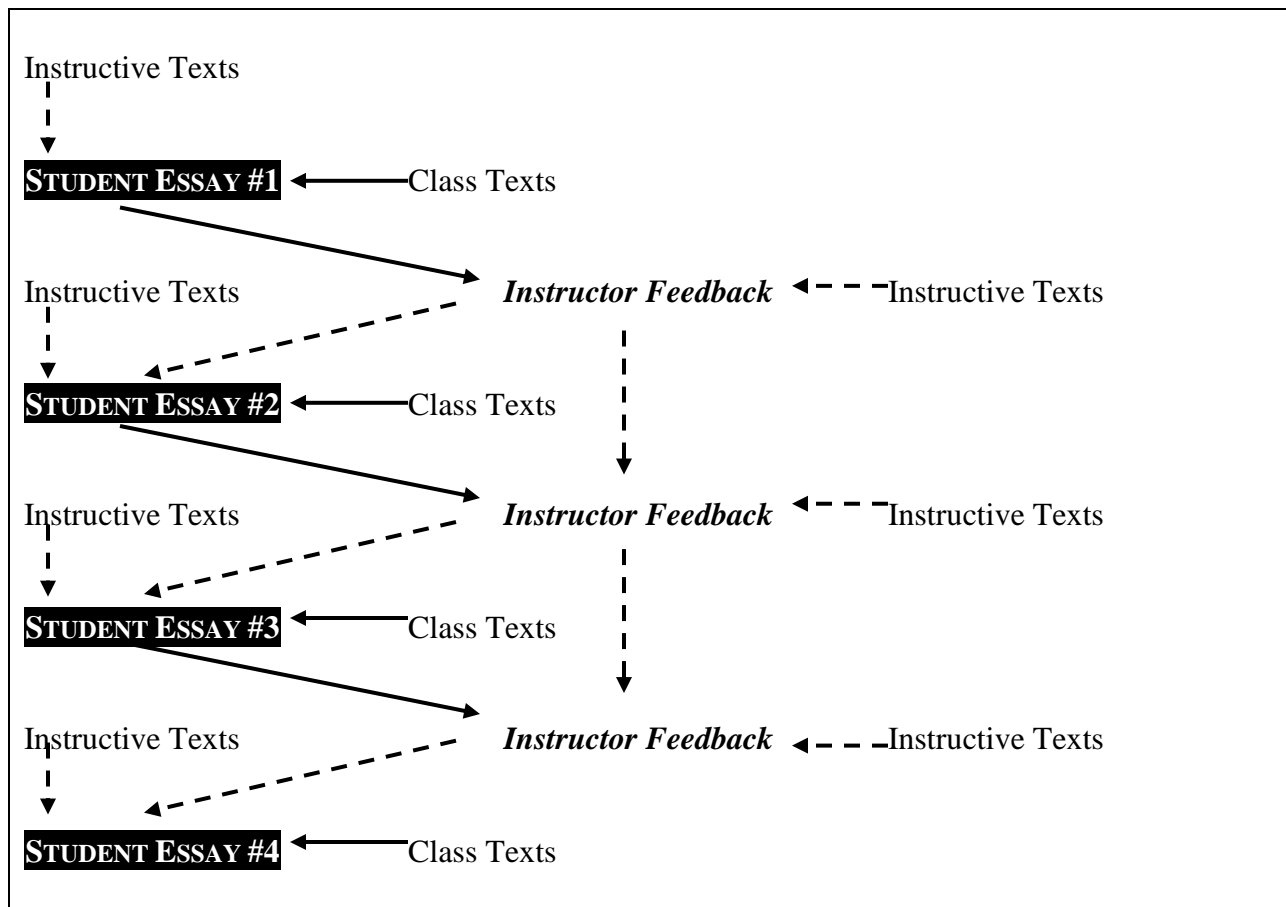 Instructive Texts
STUDENT ESSAY #1 Class Texts
Instructive Texts Instructor Feedback Instructive Texts
STUDENT ESSAY #2 Class Texts
Instructive Texts Instructor Feedback Instructive Texts
STUDENT ESSAY #3 Class Texts
Instructive Texts Instructor Feedback Instructive Texts
STUDENT ESSAY #4 Class Texts